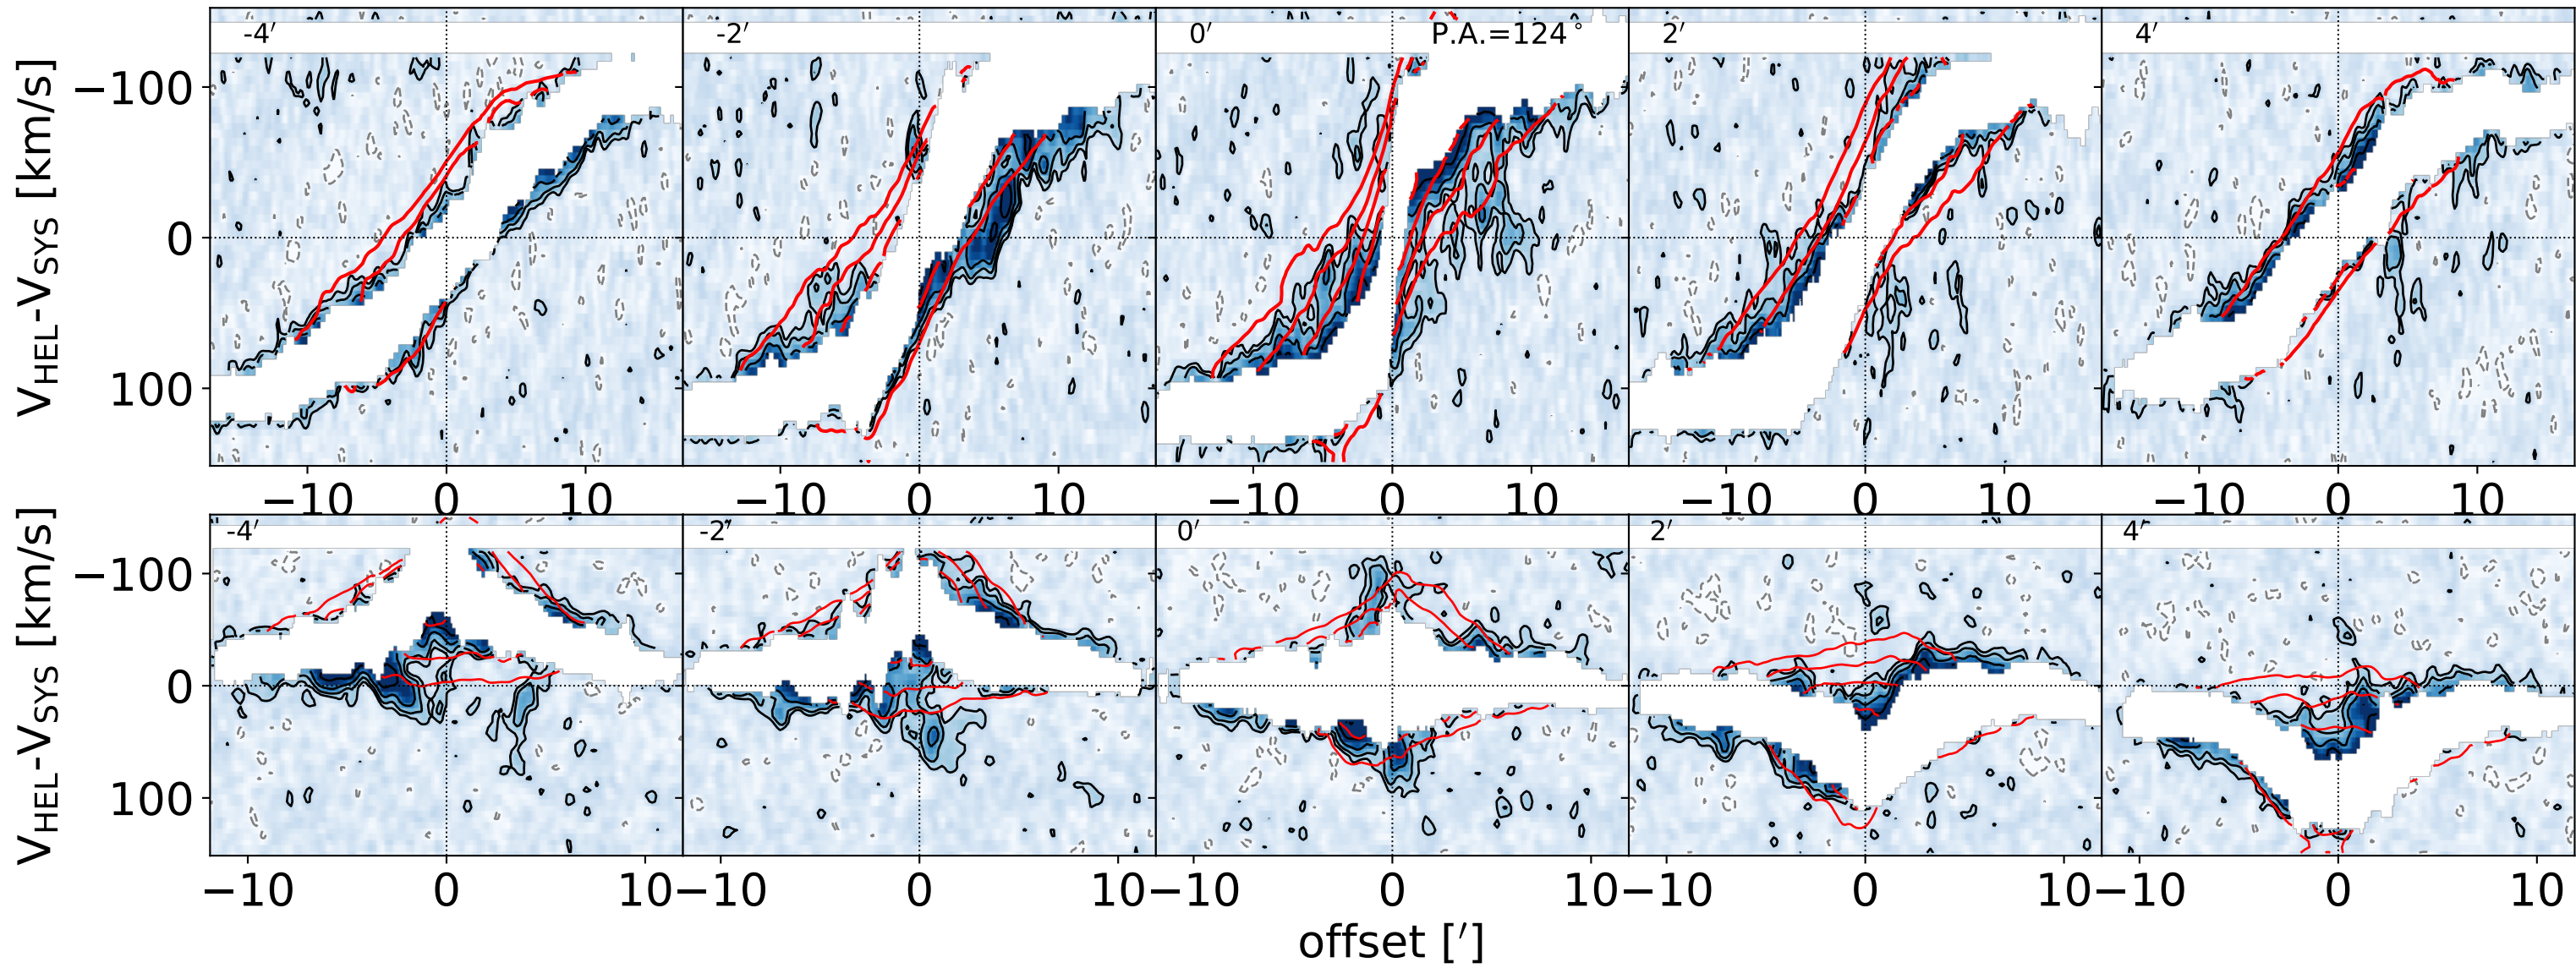 -4′ -2′ 0′ P.A.=124° 2′ 4′
V_HEL-V_SYS [km/s]
−100
0
100
−10 0 10 −10 0 10 −10 0 10 −10 0 10 −10 0 10
-4′ -2′ 0′ 2′ 4′
V_HEL-V_SYS [km/s]
−100
0
100
−10 0 10 −10 0 10 −10 0 10 −10 0 10 −10 0 10
offset [′]